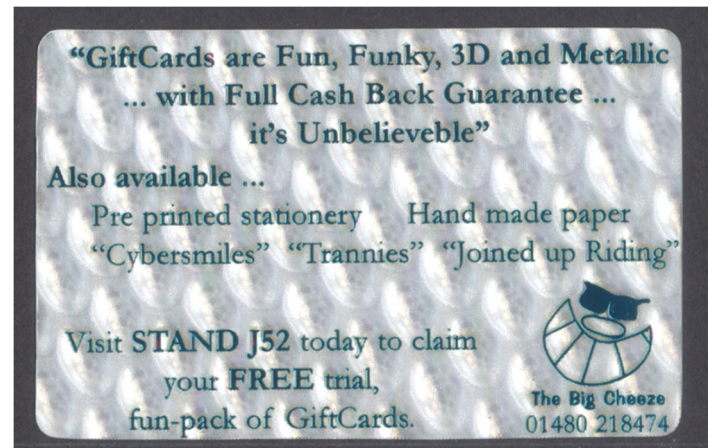 “GiftCards are Fun, Funky, 3D and Metallic
... with Full Cash Back Guarantee ...
it's Unbelieveble”
Also available ...
Pre printed stationery Hand made paper
“Cybersmiles” “Trannies” “Joined up Riding”
Visit STAND J52 today to claim
your FREE trial,
fun-pack of GiftCards.
The Big Cheeze
01480 218474